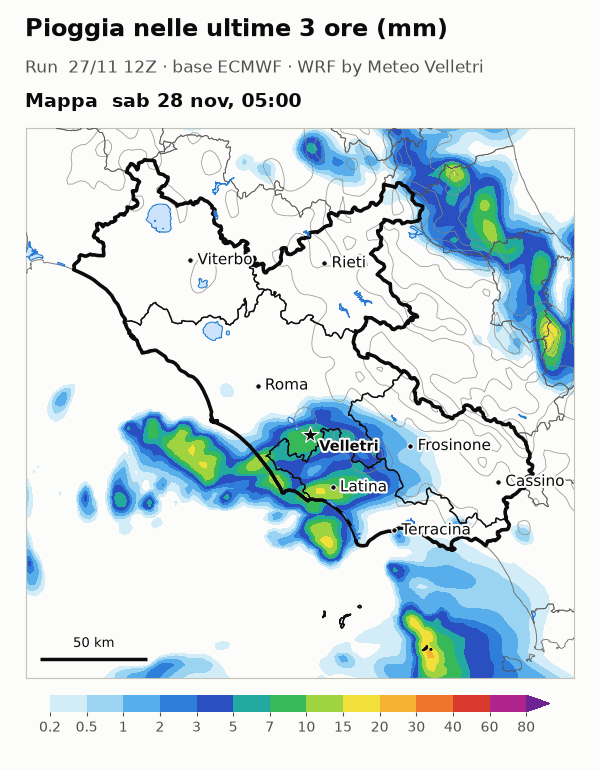 Pioggia nelle ultime 3 ore (mm)
Run  27/11 12Z · base ECMWF · WRF by Meteo Velletri
Mappa  sab 28 nov, 05:00
Viterbo
Rieti
Roma
Velletri
Frosinone
Latina
Cassino
Terracina
50 km
0.2 0.5 1 2 3 5 7 10 15 20 30 40 60 80